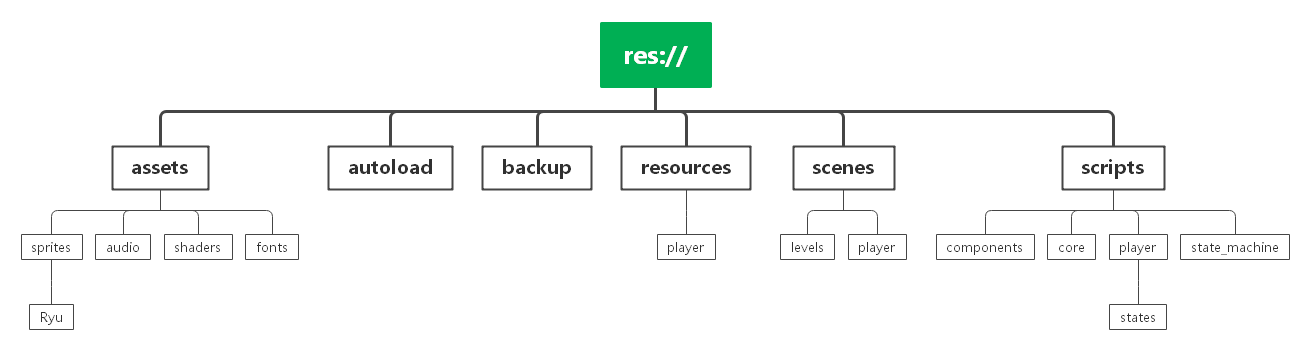 res://
assets
autoload
backup
resources
scenes
scripts
sprites
audio
shaders
fonts
player
levels
player
components
core
player
state_machine
Ryu
states